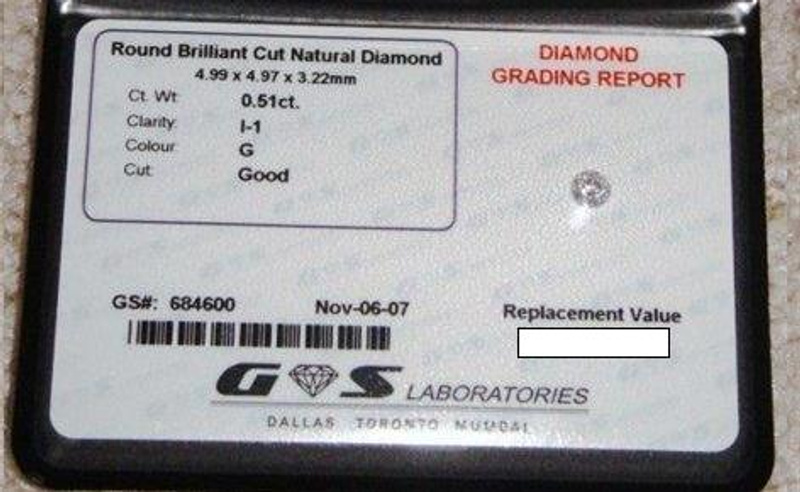 Round Brilliant Cut Natural Diamond
4.99 x 4.97 x 3.22mm
Ct. Wt. 0.51ct.
Clarity: I-1
Colour: G
Cut: Good
DIAMOND
GRADING REPORT
GS#: 684600 Nov-06-07
Replacement Value
GS LABORATORIES
DALLAS TORONTO MUMBAI